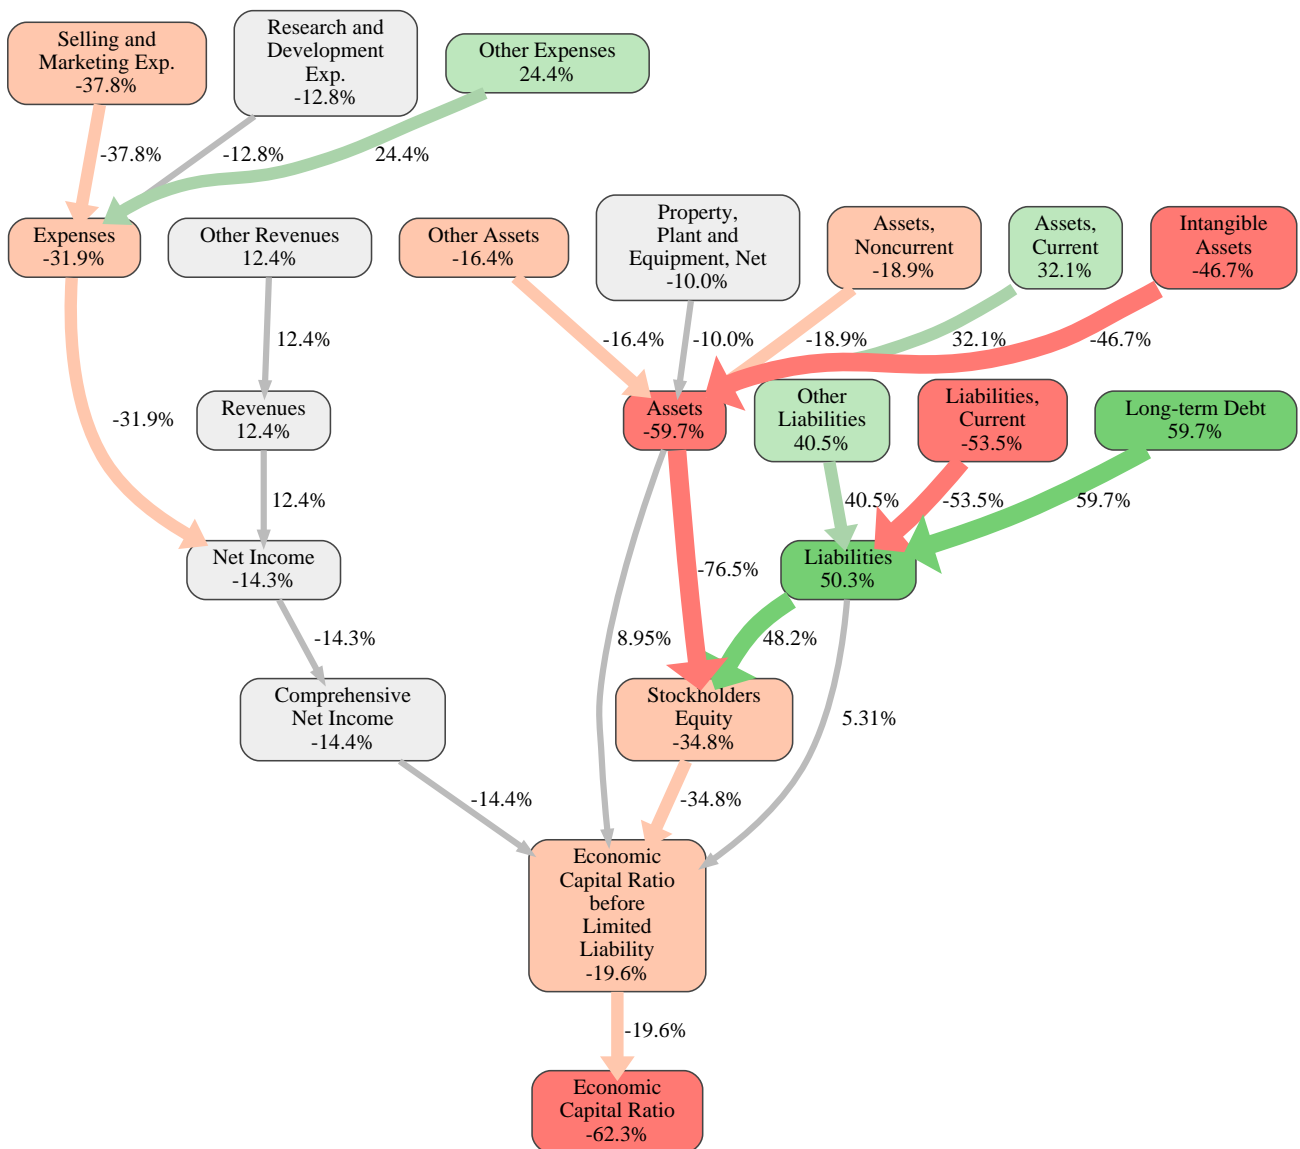 Selling and
Marketing Exp.
-37.8%
Research and
Development
Exp.
-12.8%
Other Expenses
24.4%
-37.8%
-12.8%
24.4%
Expenses
-31.9%
Other Revenues
12.4%
Other Assets
-16.4%
Property,
Plant and
Equipment, Net
-10.0%
Assets,
Noncurrent
-18.9%
Assets,
Current
32.1%
Intangible
Assets
-46.7%
12.4%
-16.4%
-10.0%
-18.9%
32.1%
-46.7%
-31.9%
Revenues
12.4%
Assets
-59.7%
Other
Liabilities
40.5%
Liabilities,
Current
-53.5%
Long-term Debt
59.7%
12.4%
40.5%
-53.5%
59.7%
Net Income
-14.3%
-76.5%
Liabilities
50.3%
-14.3%
8.95%
48.2%
Comprehensive
Net Income
-14.4%
Stockholders
Equity
-34.8%
5.31%
-14.4%
-34.8%
Economic
Capital Ratio
before
Limited
Liability
-19.6%
-19.6%
Economic
Capital Ratio
-62.3%